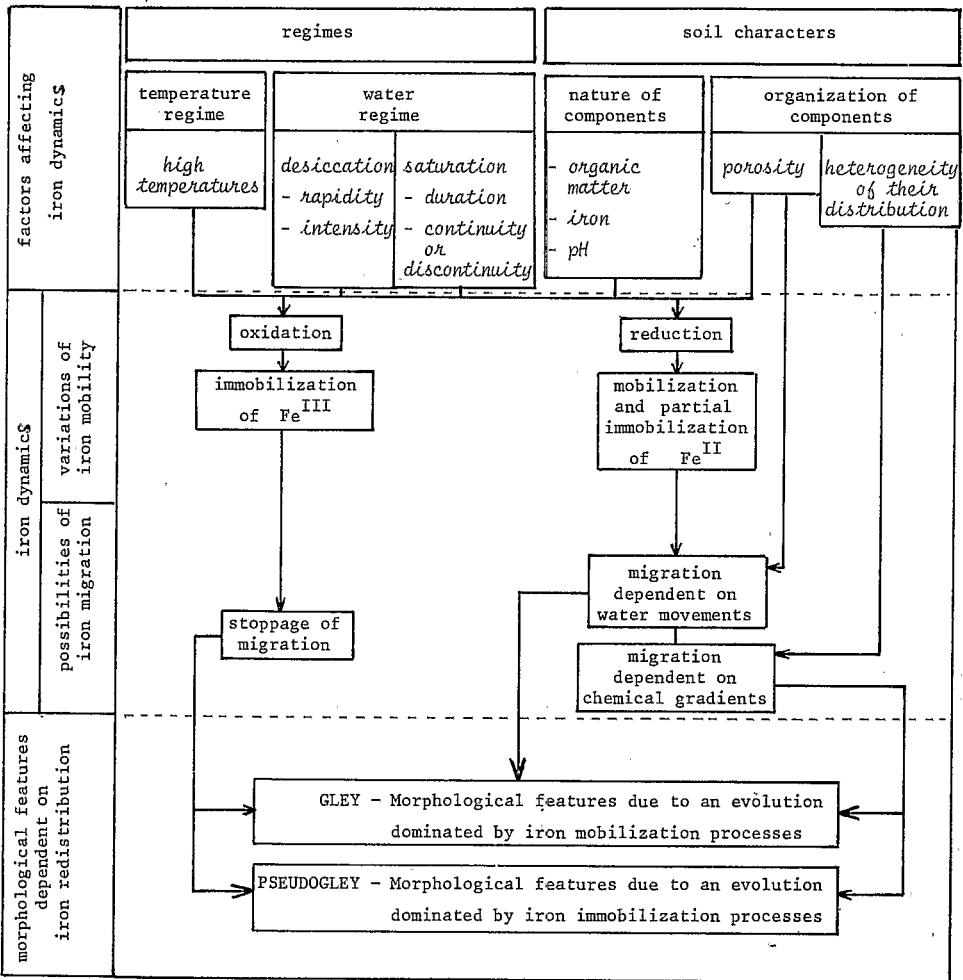 regimes
soil characters
factors affecting
iron dynamics
temperature
regime
water
regime
nature of
components
organization of
components
high
temperatures
desiccation
- rapidity
- intensity
saturation
- duration
- continuity
or
discontinuity
- organic
matter
- iron
- pH
porosity
heterogeneity
of their
distribution
iron dynamics
variations of
iron mobility
oxidation
reduction
immobilization
of Fe III
mobilization
and partial
immobilization
of Fe II
possibilities of
iron migration
migration
dependent on
water movements
stoppage of
migration
migration
dependent on
chemical gradients
morphological features
dependent on
iron redistribution
GLEY - Morphological features due to an evolution
dominated by iron mobilization processes
PSEUDOGLEY - Morphological features due to an evolution
dominated by iron immobilization processes